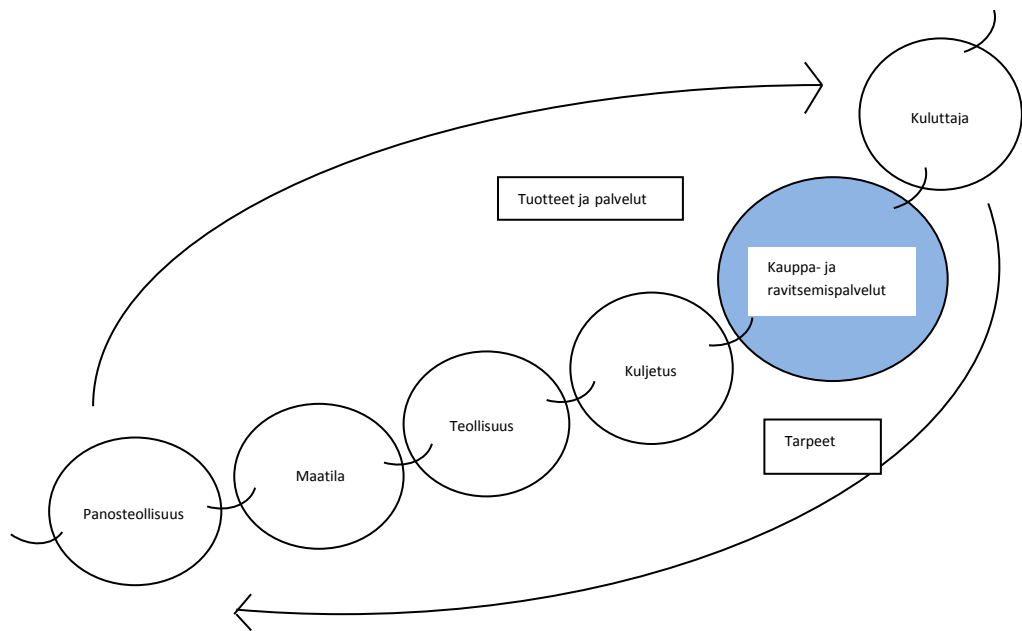 Kuluttaja
Tuotteet ja palvelut
Kauppa- ja
ravitsemispalvelut
Kuljetus
Teollisuus
Tarpeet
Maatila
Panosteollisuus